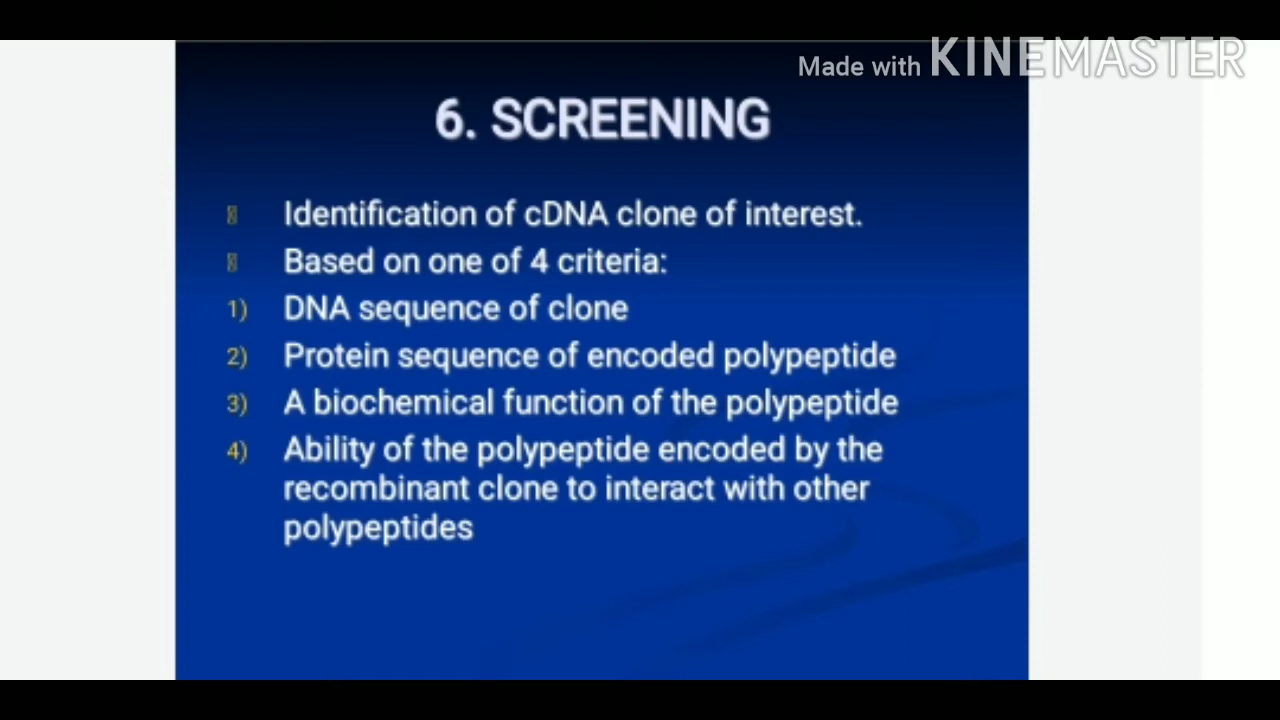 Made with KINEMASTER
6. SCREENING
Identification of cDNA clone of interest.
Based on one of 4 criteria:
1) DNA sequence of clone
2) Protein sequence of encoded polypeptide
3) A biochemical function of the polypeptide
4) Ability of the polypeptide encoded by the
recombinant clone to interact with other
polypeptides